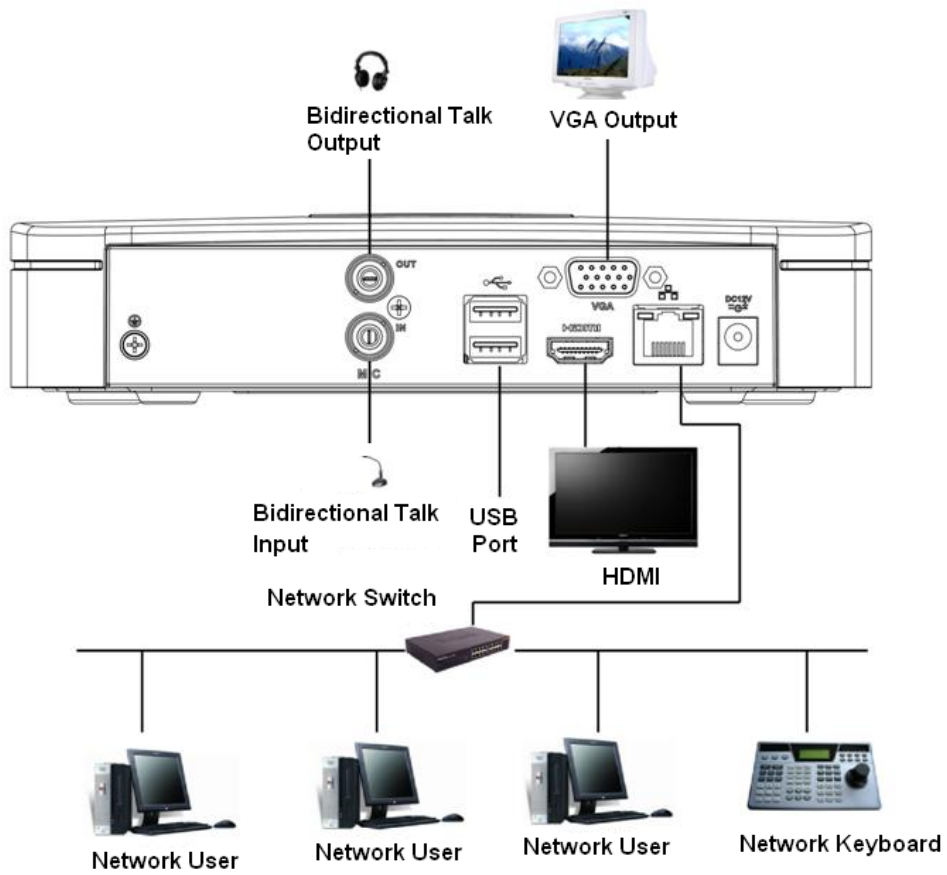 Bidirectional Talk
Output
VGA Output
OUT
VGA
DC12V
IN
HDMI
MIC
Bidirectional Talk
Input
USB
Port
HDMI
Network Switch
Network User
Network User
Network User
Network Keyboard